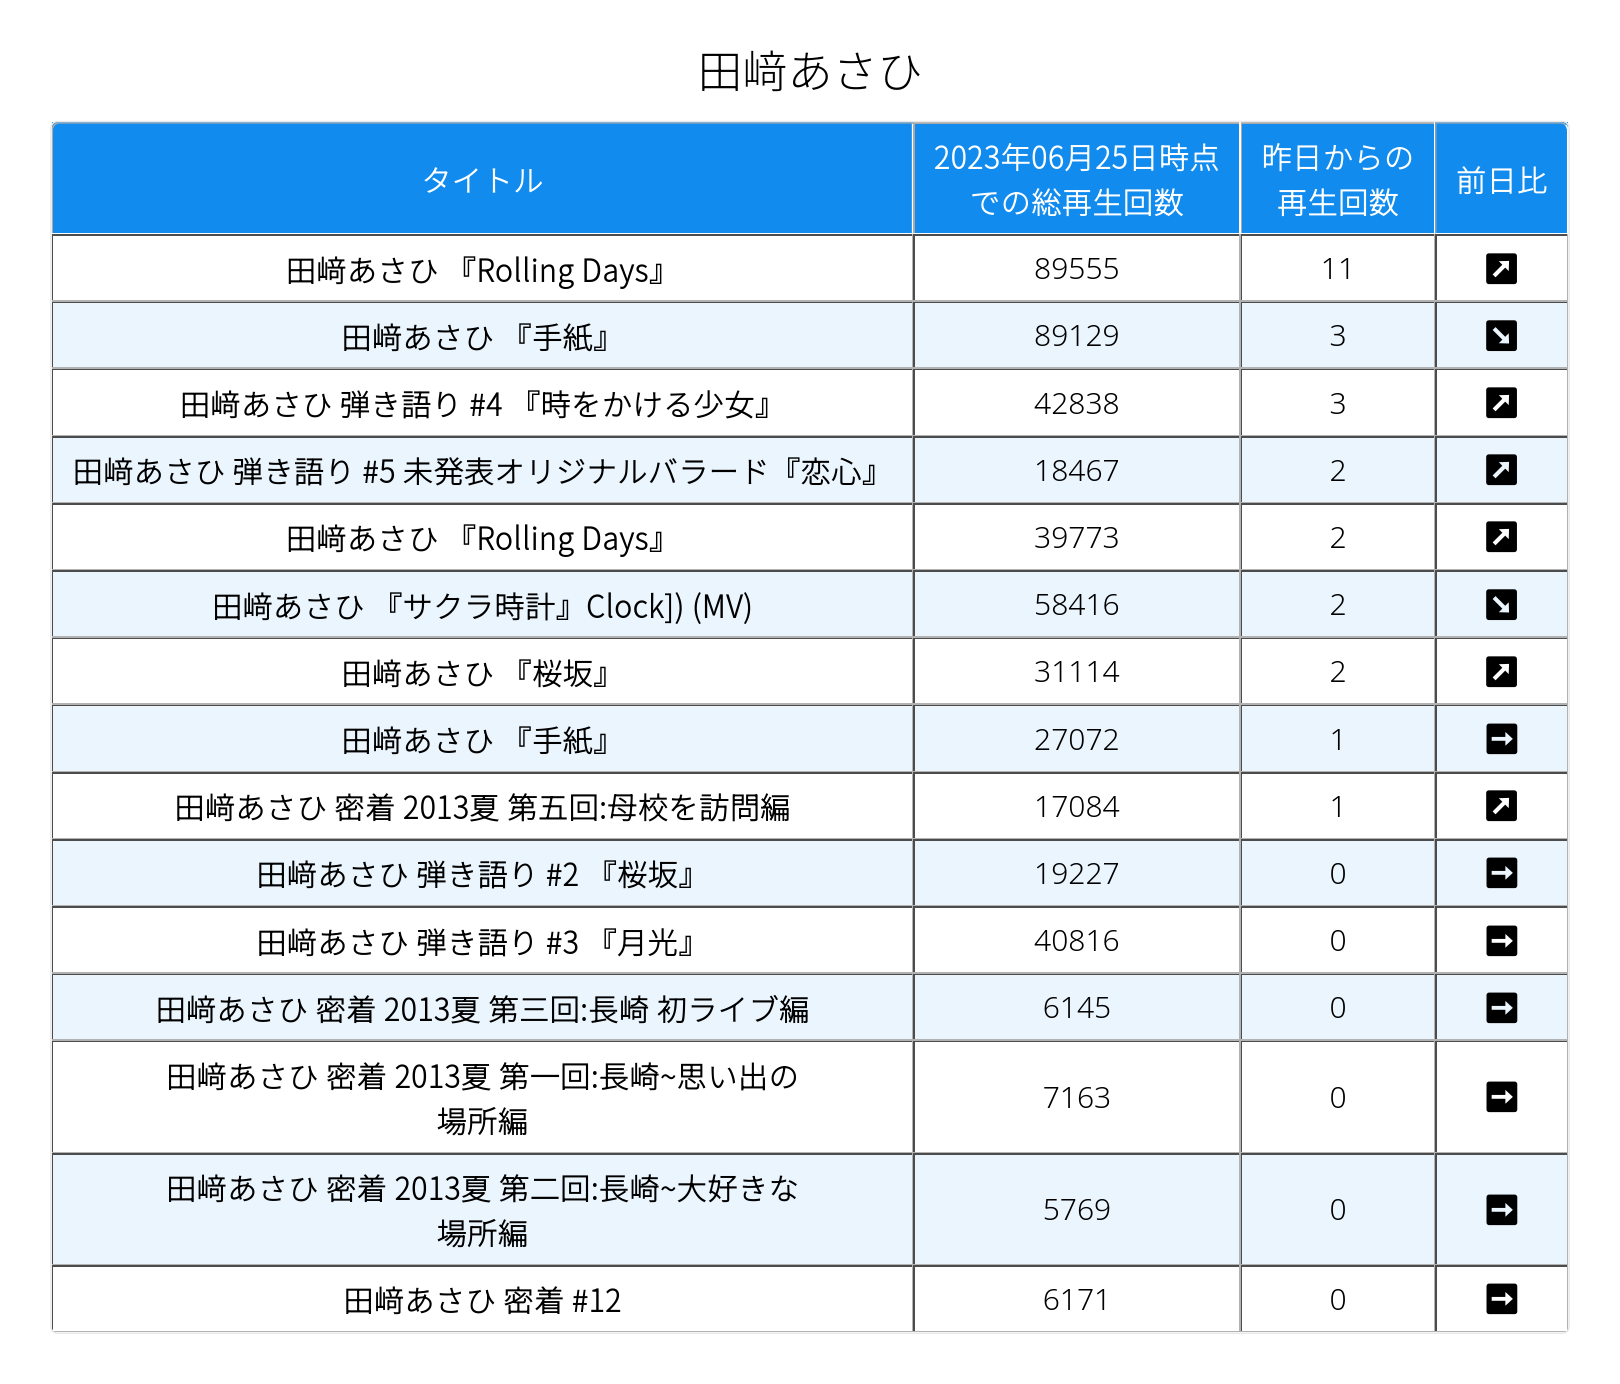 田﨑あさひ
タイトル
2023年06月25日時点
での総再生回数
昨日からの
再生回数
前日比
田﨑あさひ 『Rolling Days』 89555 11
田﨑あさひ 『手紙』 89129 3
田﨑あさひ 弾き語り #4 『時をかける少女』 42838 3
田﨑あさひ 弾き語り #5 未発表オリジナルバラード『恋心』 18467 2
田﨑あさひ 『Rolling Days』 39773 2
田﨑あさひ 『サクラ時計』Clock]) (MV) 58416 2
田﨑あさひ 『桜坂』 31114 2
田﨑あさひ 『手紙』 27072 1
田﨑あさひ 密着 2013夏 第五回:母校を訪問編 17084 1
田﨑あさひ 弾き語り #2 『桜坂』 19227 0
田﨑あさひ 弾き語り #3 『月光』 40816 0
田﨑あさひ 密着 2013夏 第三回:長崎 初ライブ編 6145 0
田﨑あさひ 密着 2013夏 第一回:長崎~思い出の
場所編 7163 0
田﨑あさひ 密着 2013夏 第二回:長崎~大好きな
場所編 5769 0
田﨑あさひ 密着 #12 6171 0